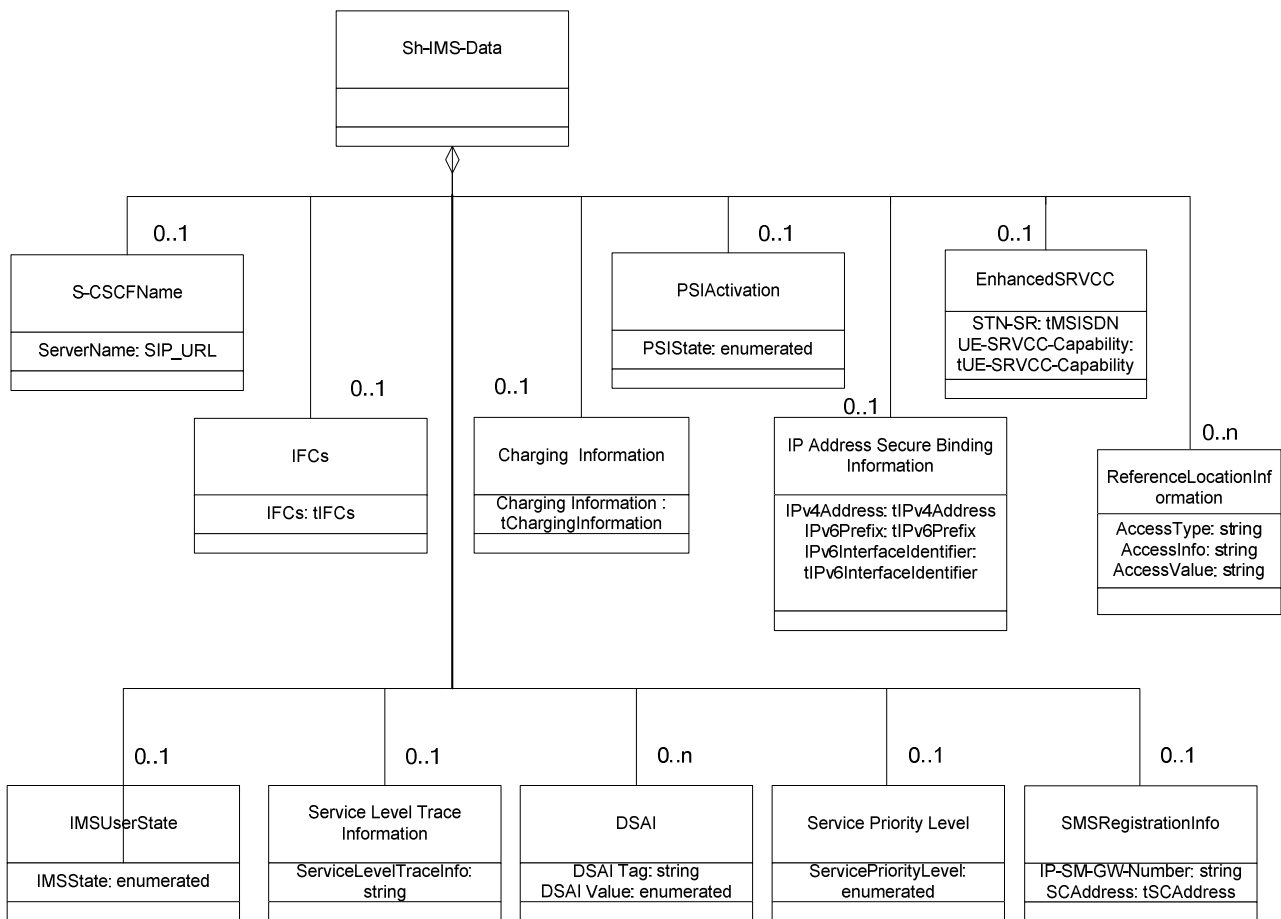 Sh-IMS-Data
0..1
S-CSCFName
ServerName: SIP_URL
0..1
IFCs
IFCs: tIFCs
0..1
Charging Information
Charging Information :
tChargingInformation
0..1
PSIActivation
PSIState: enumerated
0..1
IP Address Secure Binding
Information
IPv4Address: tIPv4Address
IPv6Prefix: tIPv6Prefix
IPv6InterfaceIdentifier:
tIPv6InterfaceIdentifier
0..1
EnhancedSRVCC
STN-SR: tMSISDN
UE-SRVCC-Capability:
tUE-SRVCC-Capability
0..n
ReferenceLocationInf
ormation
AccessType: string
AccessInfo: string
AccessValue: string
0..1
IMSUserState
IMSState: enumerated
0..1
Service Level Trace
Information
ServiceLevelTraceInfo:
string
0..n
DSAI
DSAI Tag: string
DSAI Value: enumerated
0..1
Service Priority Level
ServicePriorityLevel:
enumerated
0..1
SMSRegistrationInfo
IP-SM-GW-Number: string
SCAddress: tSCAddress